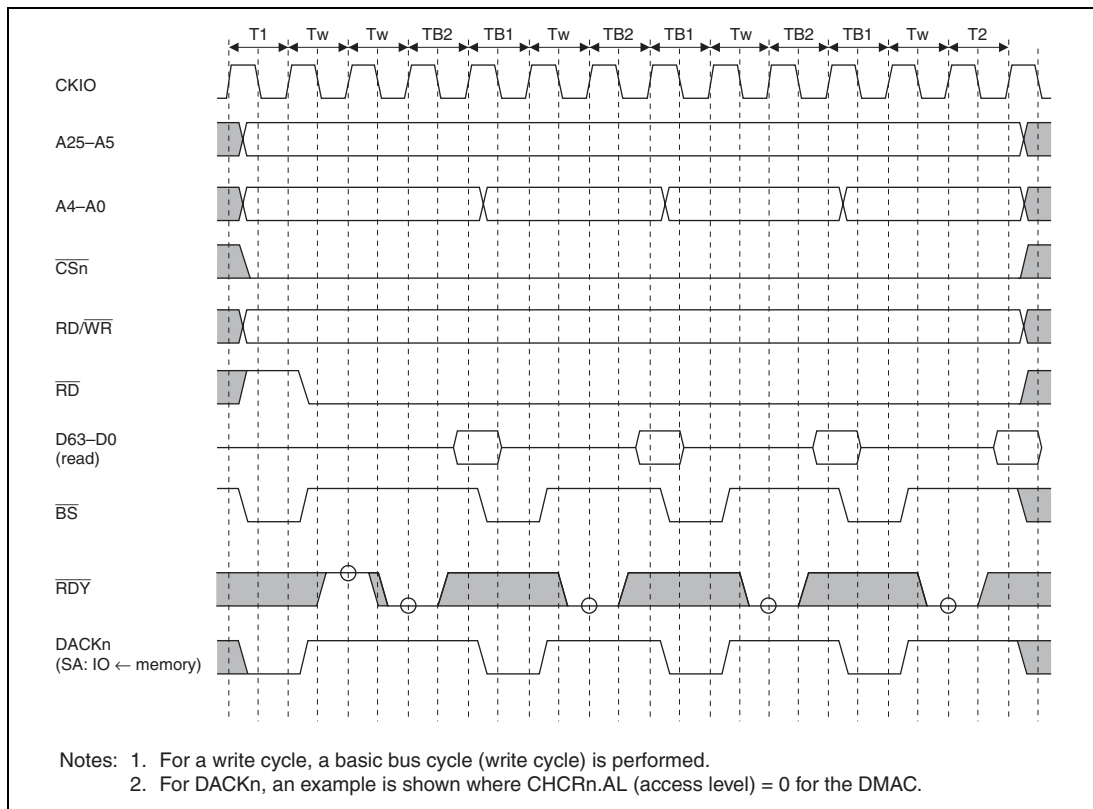 T1 Tw Tw TB2 TB1 Tw TB2 TB1 Tw TB2 TB1 Tw T2
CKIO
A25–A5
A4–A0
CSn
RD/WR
RD
D63–D0
(read)
BS
RDY
DACKn
(SA: IO ← memory)
Notes: 1. For a write cycle, a basic bus cycle (write cycle) is performed.
2. For DACKn, an example is shown where CHCRn.AL (access level) = 0 for the DMAC.